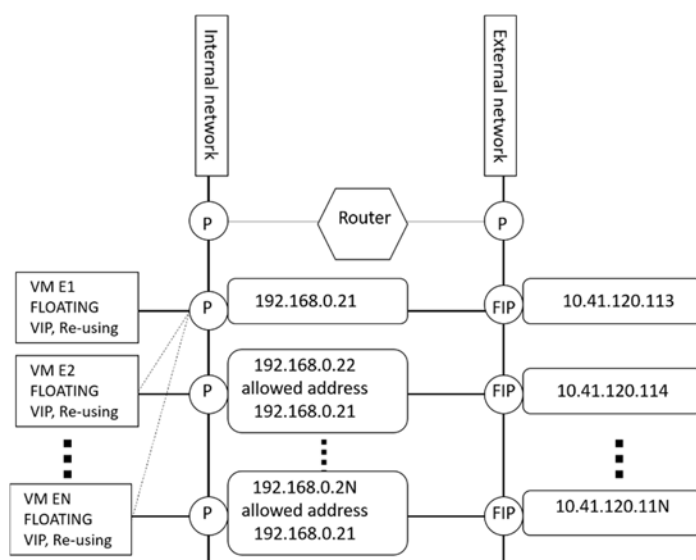 Internal network
External network
P
Router
P
VM E1
FLOATING
VIP, Re-using
P
192.168.0.21
FIP
10.41.120.113
VM E2
FLOATING
VIP, Re-using
P
192.168.0.22
allowed address
192.168.0.21
FIP
10.41.120.114
VM EN
FLOATING
VIP, Re-using
P
192.168.0.2N
allowed address
192.168.0.21
FIP
10.41.120.11N